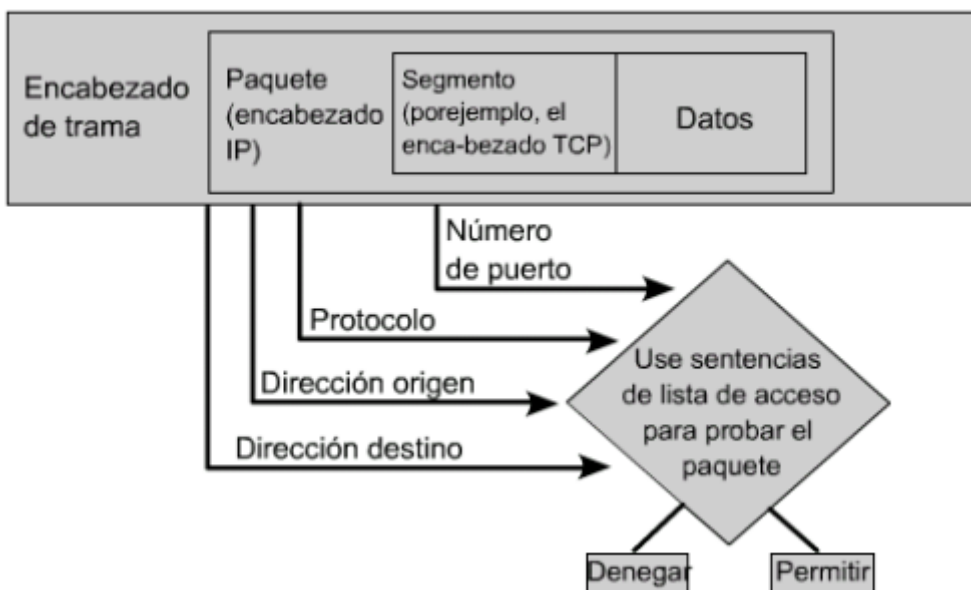 Encabezado
de trama
Paquete
(encabezado
IP)
Segmento
(porejemplo, el
enca-bezado TCP)
Datos
Número
de puerto
Protocolo
Dirección origen
Dirección destino
Use sentencias
de lista de acceso
para probar el
paquete
Denegar
Permitir